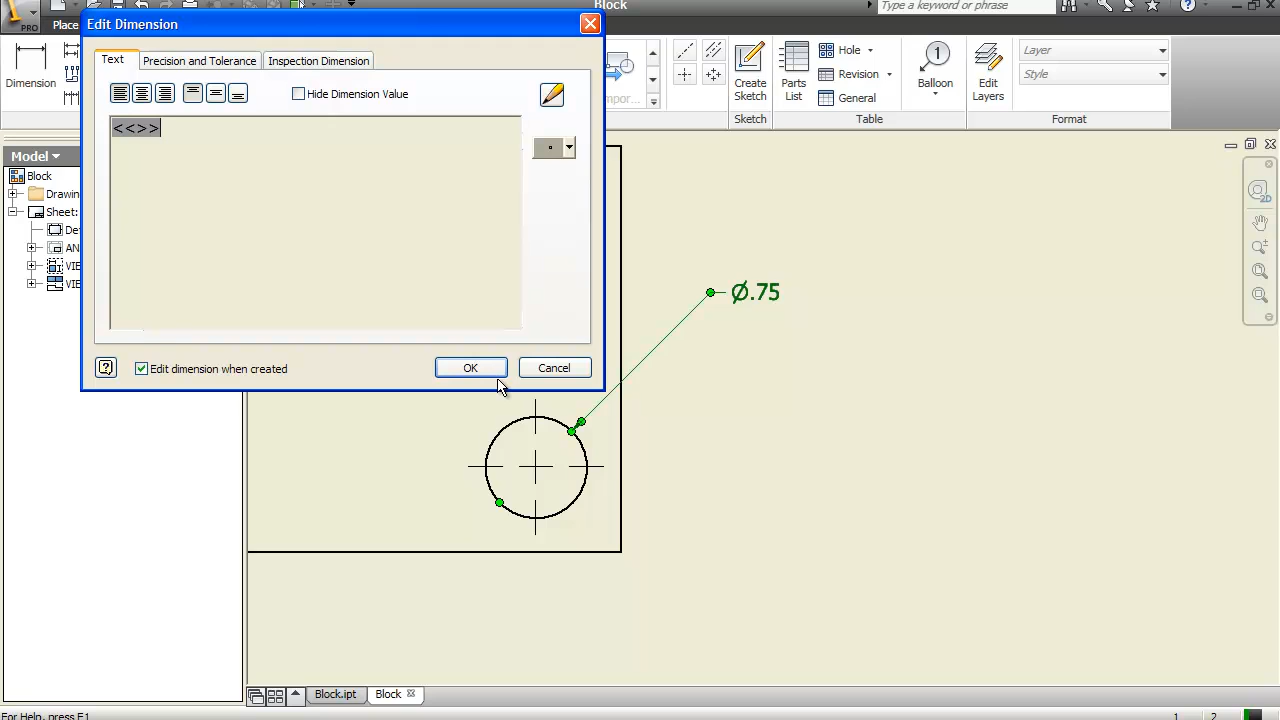 Block
Type a keyword or phrase
PRO
Place
Edit Dimension
Text
Precision and Tolerance
Inspection Dimension
Hide Dimension Value
<<>>
Edit dimension when created
OK
Cancel
Dimension
Create
Sketch
Sketch
Parts
List
Hole
Revision
General
Table
Balloon
Edit
Layers
Layer
Style
Format
Model
Block
Drawin
Sheet:
De
AN
VIE
VIE
Ø.75
2D
Block.ipt
Block
For Help, press F1
1
2